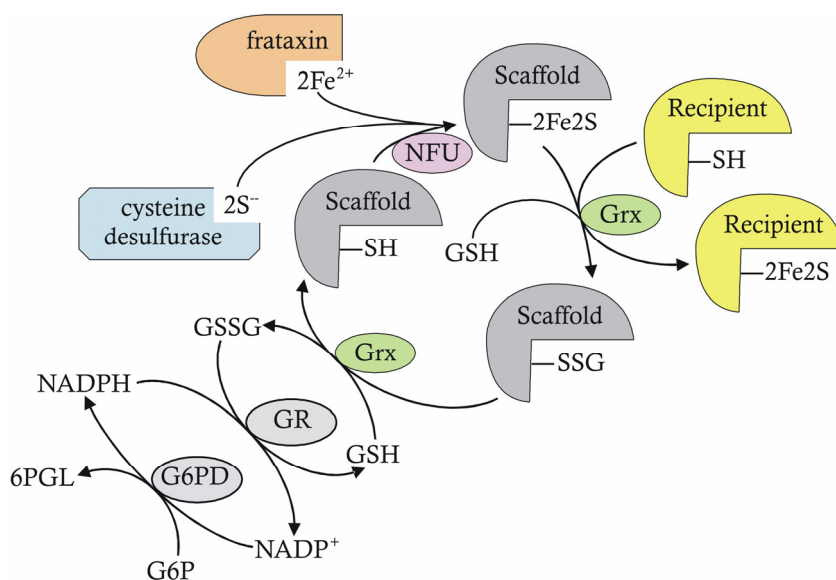 frataxin
2Fe²⁺
Scaffold
2Fe2S
Recipient
SH
NFU
cysteine
desulfurase
2S⁻⁻
Scaffold
SH
GSH
Grx
Recipient
2Fe2S
Scaffold
SSG
GSSG
Grx
NADPH
GR
GSH
6PGL
G6PD
NADP⁺
G6P